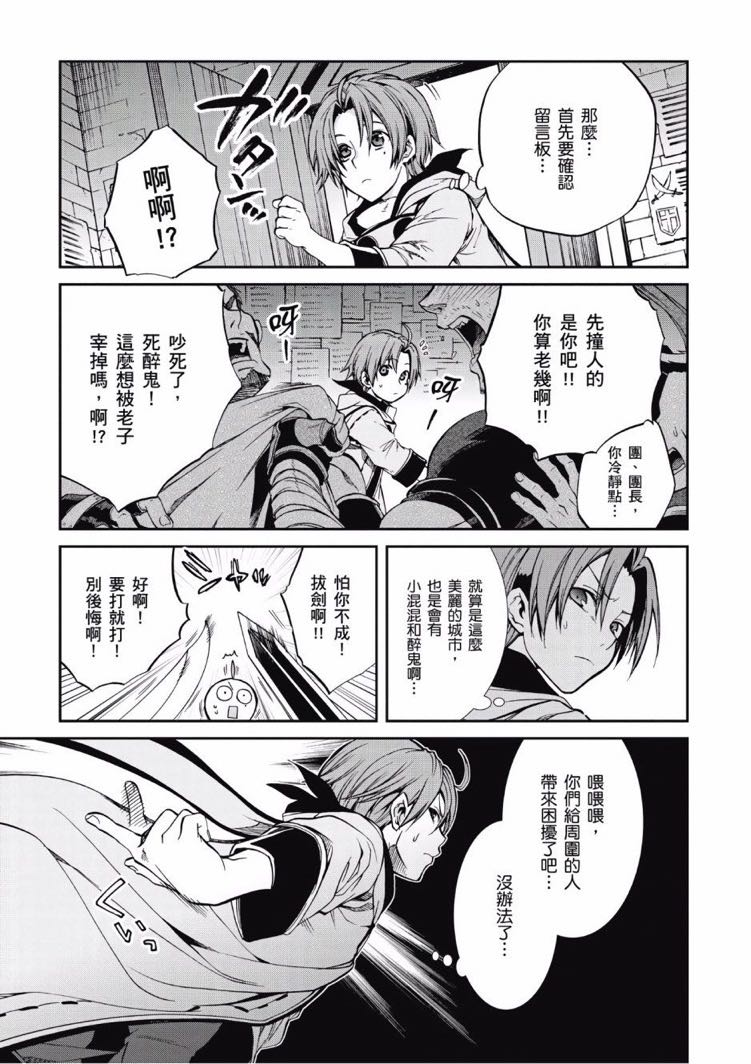 那麼…
首先要確認
留言板…
ガタンッ
啊啊!?
先撞人的
是你吧!!
你算老幾啊!!
團、團長，
你冷靜點…
呀—!
呀—!
吵死了，
死醉鬼！
這麼想被老子
宰掉嗎，啊!?
就算是這麼
美麗的城市，
也是會有
小混混和醉鬼啊…
怕你不成！
拔劍啊!!
好啊！
要打就打！
別後悔啊！
喂喂喂，
你們給周圍的人
帶來困擾了吧…
沒辦法了…